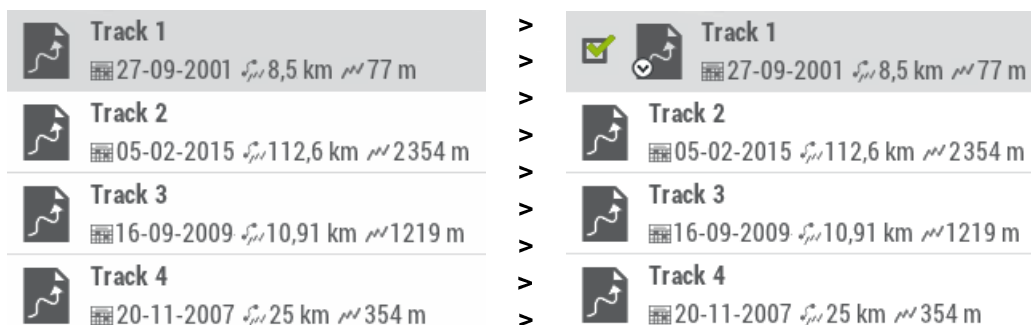 Track 1
27-09-2001 8,5 km 77 m
Track 2
05-02-2015 112,6 km 2354 m
Track 3
16-09-2009 10,91 km 1219 m
Track 4
20-11-2007 25 km 354 m
>
>
>
>
>
>
>
>
>
Track 1
27-09-2001 8,5 km 77 m
Track 2
05-02-2015 112,6 km 2354 m
Track 3
16-09-2009 10,91 km 1219 m
Track 4
20-11-2007 25 km 354 m